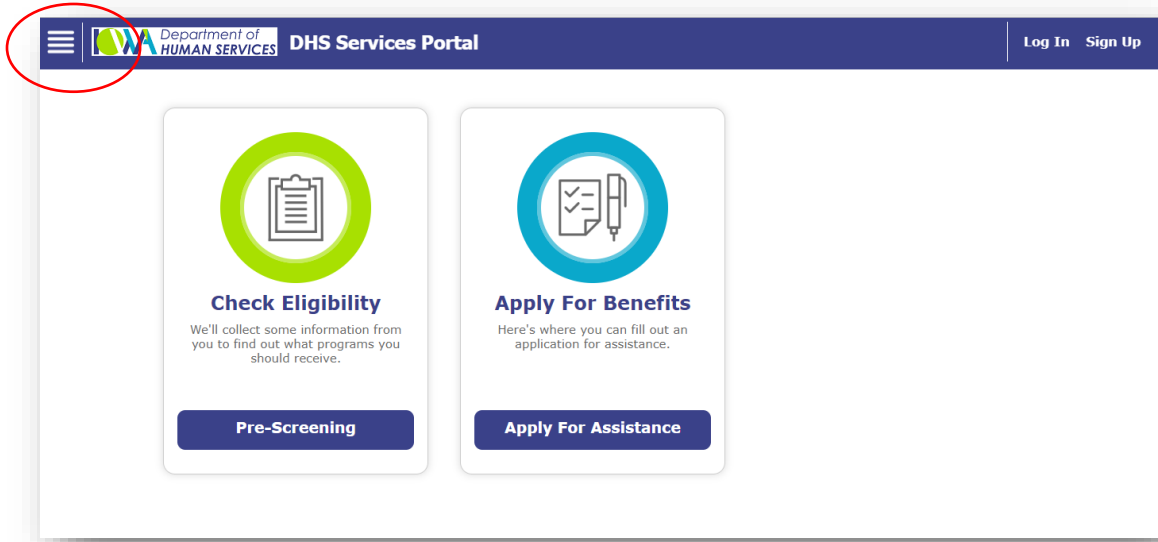 IOWA Department of
HUMAN SERVICES
DHS Services Portal
Log In Sign Up
Check Eligibility
We'll collect some information from
you to find out what programs you
should receive.
Pre-Screening
Apply For Benefits
Here's where you can fill out an
application for assistance.
Apply For Assistance